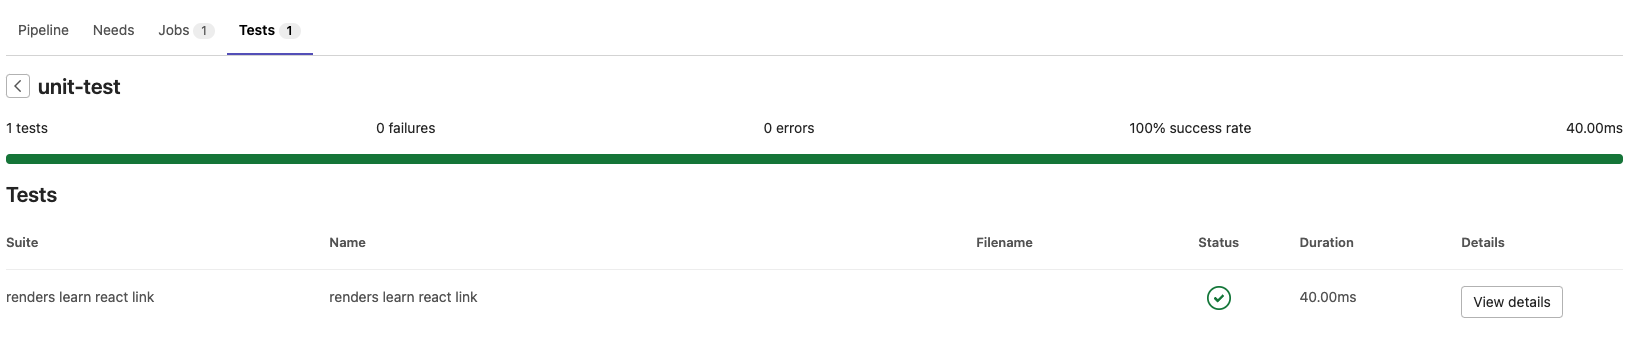 Pipeline Needs Jobs 1 Tests 1
unit-test
1 tests 0 failures 0 errors 100% success rate 40.00ms
Tests
Suite Name Filename Status Duration Details
renders learn react link renders learn react link 40.00ms View details